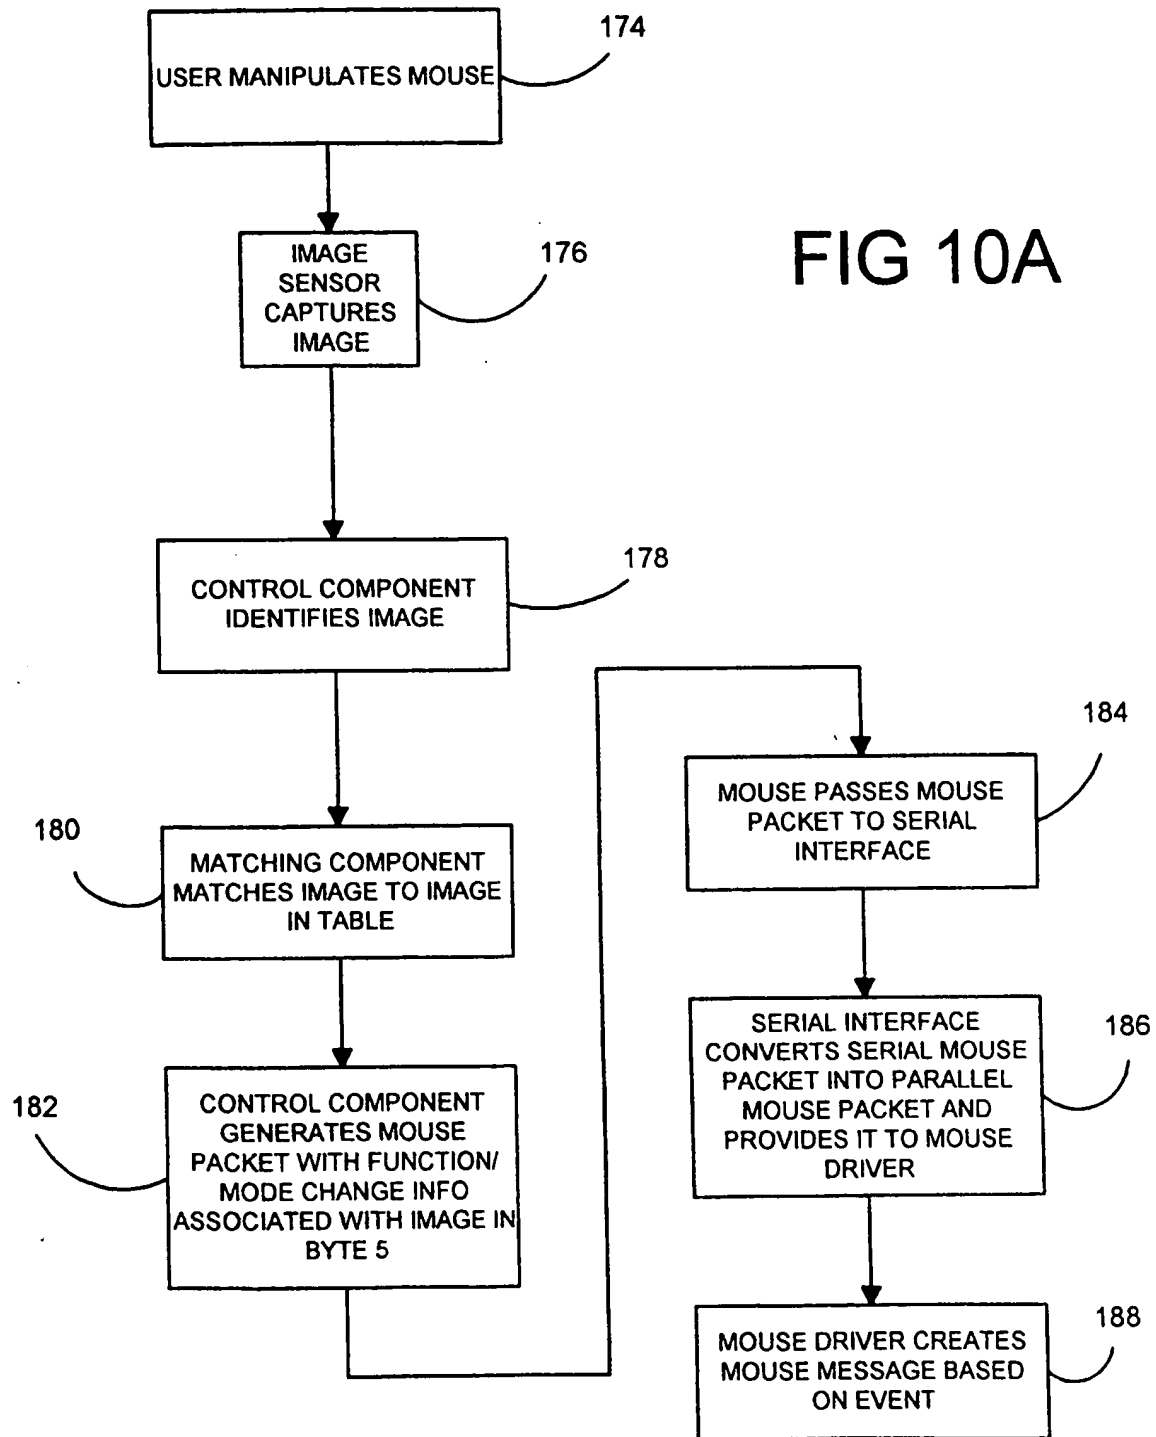 174
USER MANIPULATES MOUSE
FIG 10A
176
IMAGE
SENSOR
CAPTURES
IMAGE
178
CONTROL COMPONENT
IDENTIFIES IMAGE
180
MATCHING COMPONENT
MATCHES IMAGE TO IMAGE
IN TABLE
182
CONTROL COMPONENT
GENERATES MOUSE
PACKET WITH FUNCTION/
MODE CHANGE INFO
ASSOCIATED WITH IMAGE IN
BYTE 5
184
MOUSE PASSES MOUSE
PACKET TO SERIAL
INTERFACE
186
SERIAL INTERFACE
CONVERTS SERIAL MOUSE
PACKET INTO PARALLEL
MOUSE PACKET AND
PROVIDES IT TO MOUSE
DRIVER
188
MOUSE DRIVER CREATES
MOUSE MESSAGE BASED
ON EVENT